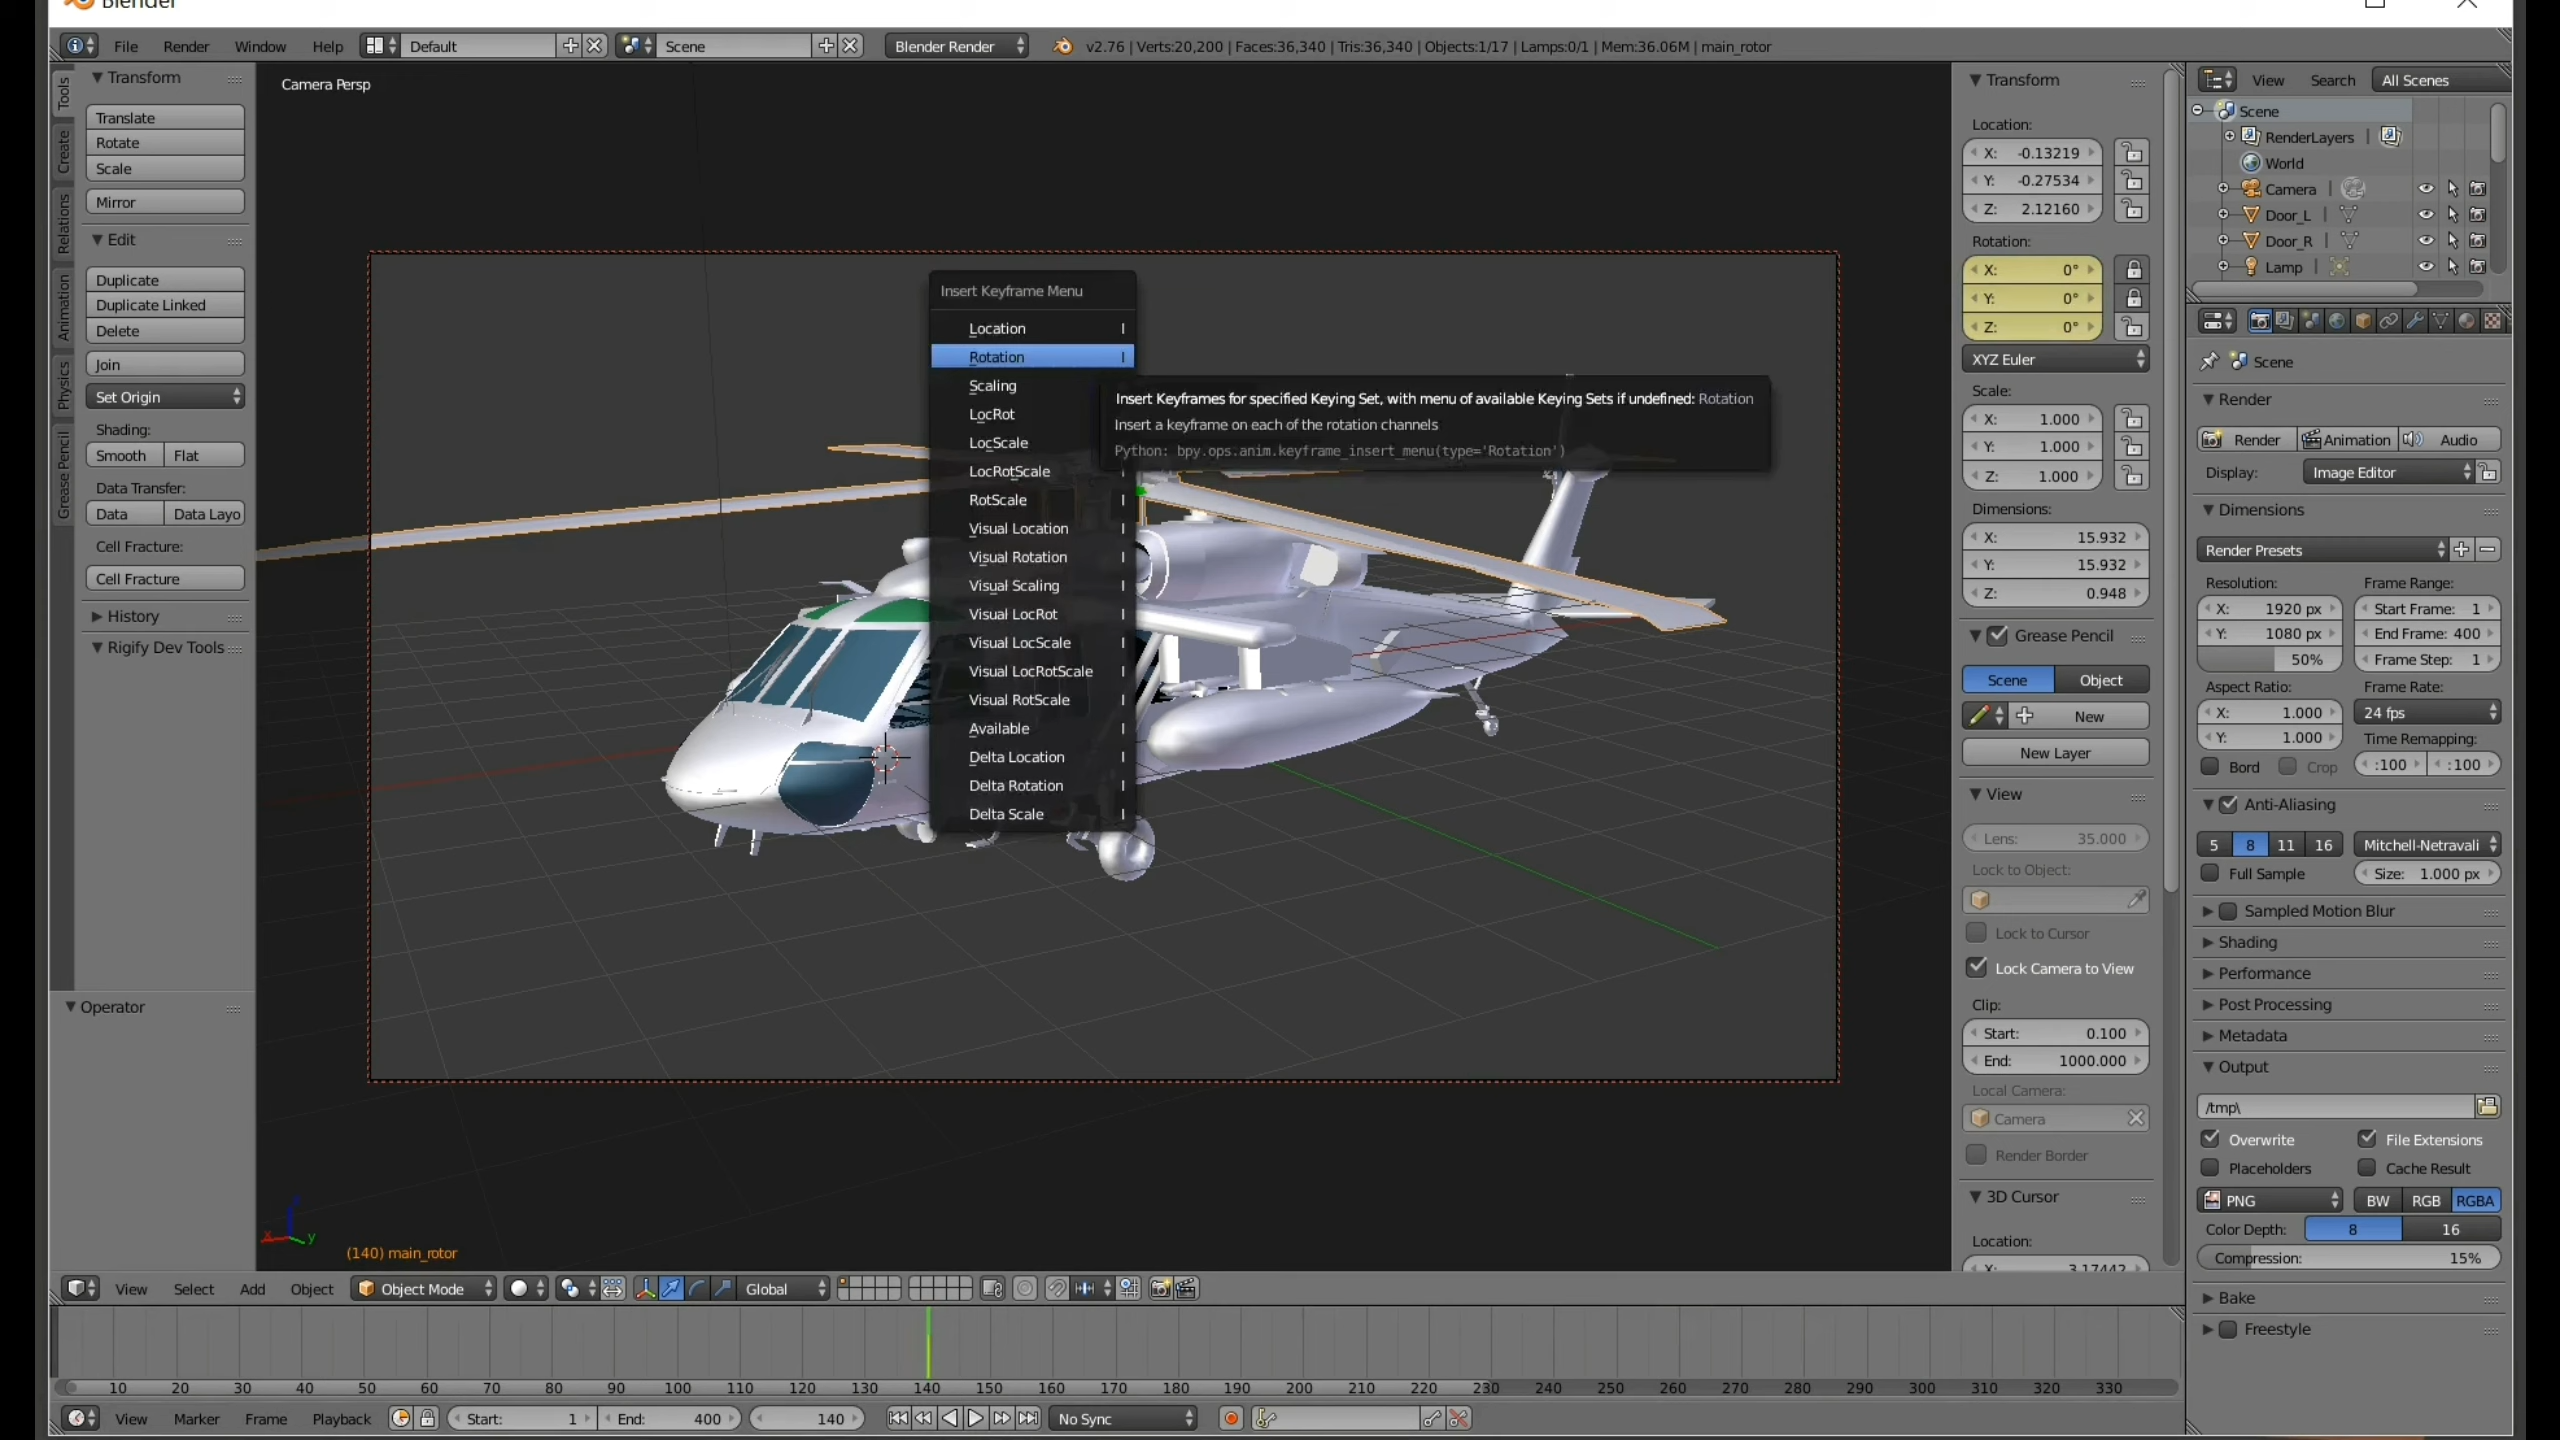 Blender
File Render Window Help Default Scene Blender Render v2.76 | Verts:20,200 | Faces:36,340 | Tris:36,340 | Objects:1/17 | Lamps:0/1 | Mem:36.06M | main_rotor
Tools
Create
Relations
Animation
Physics
Grease Pencil
Transform
Translate
Rotate
Scale
Mirror
Edit
Duplicate
Duplicate Linked
Delete
Join
Set Origin
Shading:
Smooth Flat
Data Transfer:
Data Data Layo
Cell Fracture:
Cell Fracture
History
Rigify Dev Tools
Operator
Camera Persp
Insert Keyframe Menu
Location I
Rotation I
Scaling
LocRot
LocScale
LocRotScale I
RotScale I
Visual Location I
Visual Rotation I
Visual Scaling I
Visual LocRot I
Visual LocScale I
Visual LocRotScale I
Visual RotScale I
Available I
Delta Location I
Delta Rotation I
Delta Scale I
Insert Keyframes for specified Keying Set, with menu of available Keying Sets if undefined: Rotation
Insert a keyframe on each of the rotation channels
Python: bpy.ops.anim.keyframe_insert_menu(type='Rotation')
x y
(140) main_rotor
Transform
Location:
X: -0.13219
Y: -0.27534
Z: 2.12160
Rotation:
X: 0°
Y: 0°
Z: 0°
XYZ Euler
Scale:
X: 1.000
Y: 1.000
Z: 1.000
Dimensions:
X: 15.932
Y: 15.932
Z: 0.948
Grease Pencil
Scene Object
New
New Layer
View
Lens: 35.000
Lock to Object:
Lock to Cursor
Lock Camera to View
Clip:
Start: 0.100
End: 1000.000
Local Camera:
Camera
Render Border
3D Cursor
Location:
X: 3.17442
View Search All Scenes
Scene
RenderLayers |
World
Camera |
Door_L |
Door_R |
Lamp |
Scene
Render
Render Animation Audio
Display: Image Editor
Dimensions
Render Presets
Resolution: Frame Range:
X: 1920 px Start Frame: 1
Y: 1080 px End Frame: 400
50% Frame Step: 1
Aspect Ratio: Frame Rate:
X: 1.000 24 fps
Y: 1.000 Time Remapping:
Bord Crop :100 :100
Anti-Aliasing
5 8 11 16 Mitchell-Netravali
Full Sample Size: 1.000 px
Sampled Motion Blur
Shading
Performance
Post Processing
Metadata
Output
/tmp\
Overwrite File Extensions
Placeholders Cache Result
PNG BW RGB RGBA
Color Depth: 8 16
Compression: 15%
Bake
Freestyle
View Select Add Object Object Mode Global
10 20 30 40 50 60 70 80 90 100 110 120 130 140 150 160 170 180 190 200 210 220 230 240 250 260 270 280 290 300 310 320 330
View Marker Frame Playback Start: 1 End: 400 140 No Sync